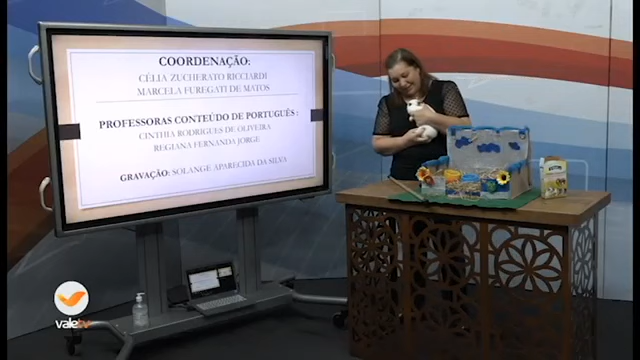 COORDENAÇÃO:
CÉLIA ZUCHERATO RICCIARDI
MARCELA FUREGATI DE MATOS
PROFESSORAS CONTEÚDO DE PORTUGUÊS :
CINTHIA RODRIGUES DE OLIVEIRA
REGIANA FERNANDA JORGE
GRAVAÇÃO: SOLANGE APARECIDA DA SILVA
valetv